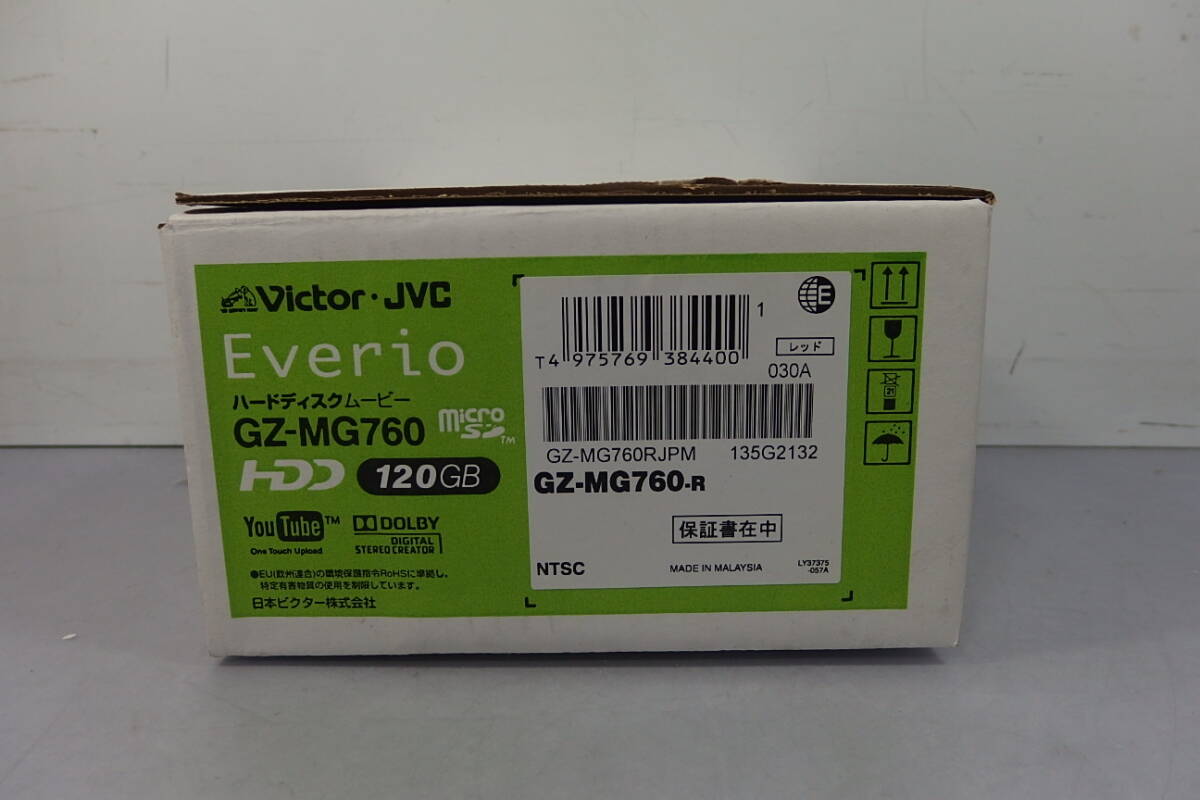 Victor・JVC
Everio
ハードディスクムービー
GZ-MG760
micro
SD™
HDD 120GB
YouTube™
One Touch Upload
DOLBY
DIGITAL
STEREO CREATOR
●EU(欧州連合)の環境保護指令RoHSに準拠し、
特定有害物質の使用を制限しています。
日本ビクター株式会社
E
1
T4 975769 384400
レッド
030A
GZ-MG760RJPM 135G2132
GZ-MG760-R
保証書在中
NTSC MADE IN MALAYSIA
LY37375
-057A
21